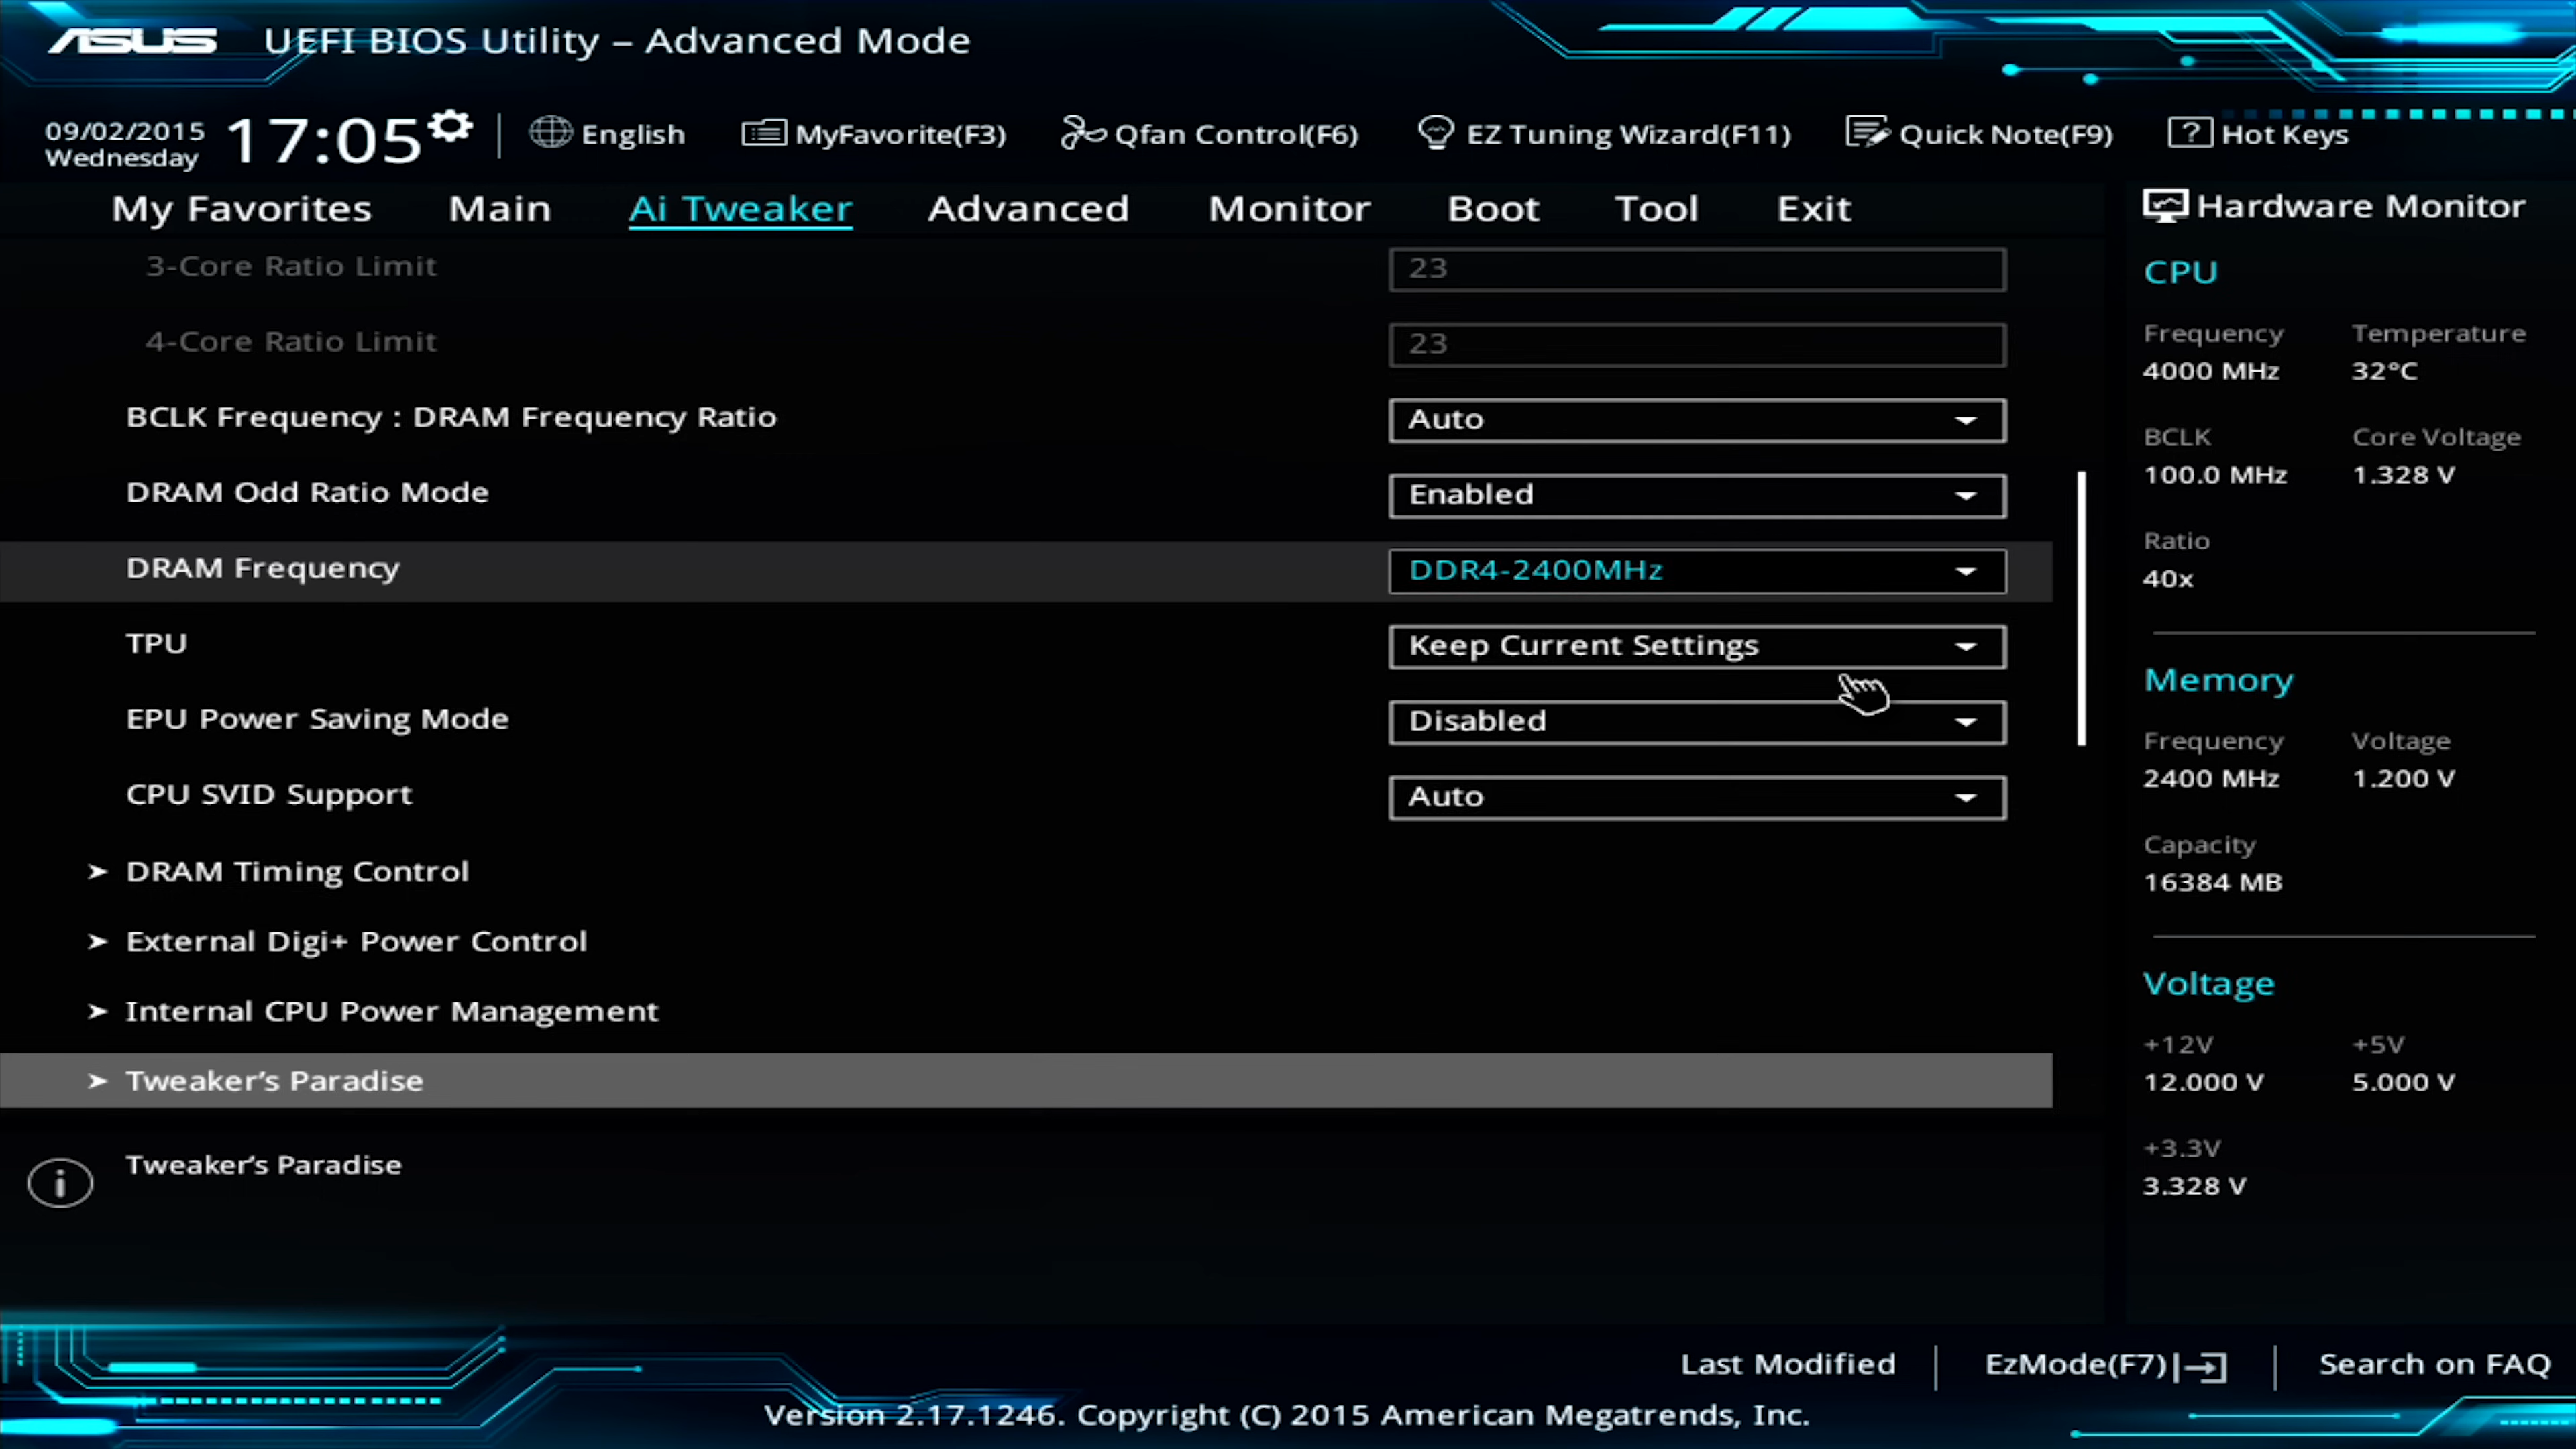 ASUS UEFI BIOS Utility – Advanced Mode
09/02/2015
Wednesday
17:05
English
MyFavorite(F3)
Qfan Control(F6)
EZ Tuning Wizard(F11)
Quick Note(F9)
? Hot Keys
My Favorites
Main
Ai Tweaker
Advanced
Monitor
Boot
Tool
Exit
3-Core Ratio Limit 23
4-Core Ratio Limit 23
BCLK Frequency : DRAM Frequency Ratio Auto
DRAM Odd Ratio Mode Enabled
DRAM Frequency DDR4-2400MHz
TPU Keep Current Settings
EPU Power Saving Mode Disabled
CPU SVID Support Auto
DRAM Timing Control
External Digi+ Power Control
Internal CPU Power Management
Tweaker's Paradise
i Tweaker's Paradise
Hardware Monitor
CPU
Frequency Temperature
4000 MHz 32°C
BCLK Core Voltage
100.0 MHz 1.328 V
Ratio
40x
Memory
Frequency Voltage
2400 MHz 1.200 V
Capacity
16384 MB
Voltage
+12V +5V
12.000 V 5.000 V
+3.3V
3.328 V
Last Modified
EzMode(F7)
Search on FAQ
Version 2.17.1246. Copyright (C) 2015 American Megatrends, Inc.